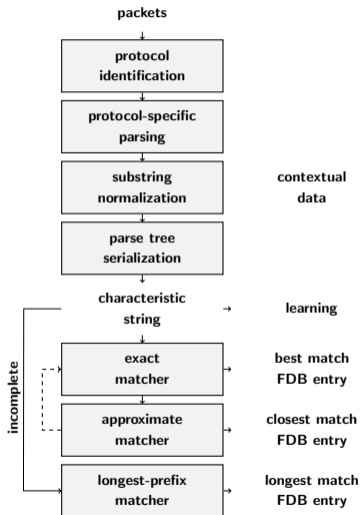 packets
protocol
identification
protocol-specific
parsing
substring
normalization
contextual
data
parse tree
serialization
characteristic
string
learning
incomplete
exact
matcher
best match
FDB entry
approximate
matcher
closest match
FDB entry
longest-prefix
matcher
longest match
FDB entry